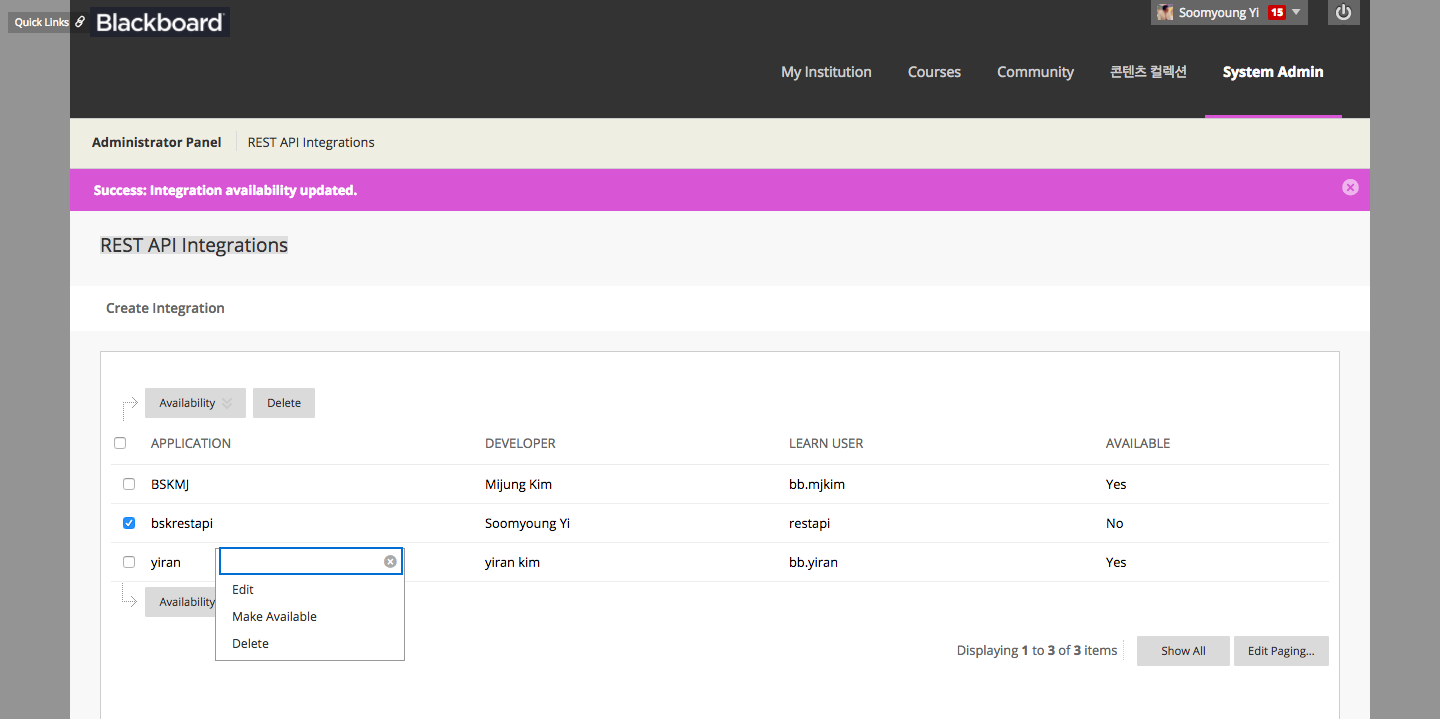 Quick Links
Blackboard
Soomyoung Yi 15
My Institution Courses Community 콘텐츠 컬렉션 System Admin
Administrator Panel REST API Integrations
Success: Integration availability updated.
REST API Integrations
Create Integration
Availability Delete
APPLICATION DEVELOPER LEARN USER AVAILABLE
BSKMJ Mijung Kim bb.mjkim Yes
bskrestapi Soomyoung Yi restapi No
yiran yiran kim bb.yiran Yes
Edit
Availability
Make Available
Delete
Displaying 1 to 3 of 3 items Show All Edit Paging...